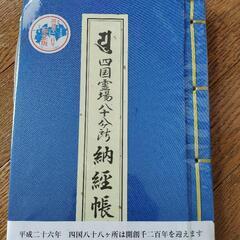 四国霊場八十八ヶ所
納経帳
平成二十六年 四国八十八ヶ所は開創千二百年を迎えます